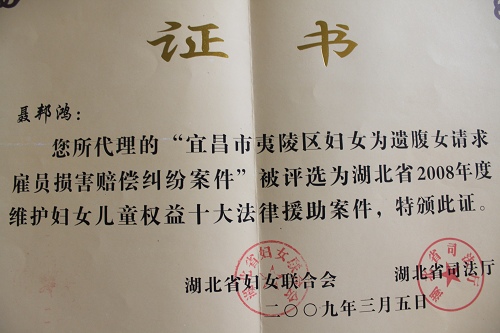 证书
聂邦鸿：
您所代理的“宜昌市夷陵区妇女为遗腹女请求
雇员损害赔偿纠纷案件”被评选为湖北省2008年度
维护妇女儿童权益十大法律援助案件，特颁此证。
湖北省妇女联合会 湖北省司法厅
二〇〇九年三月五日